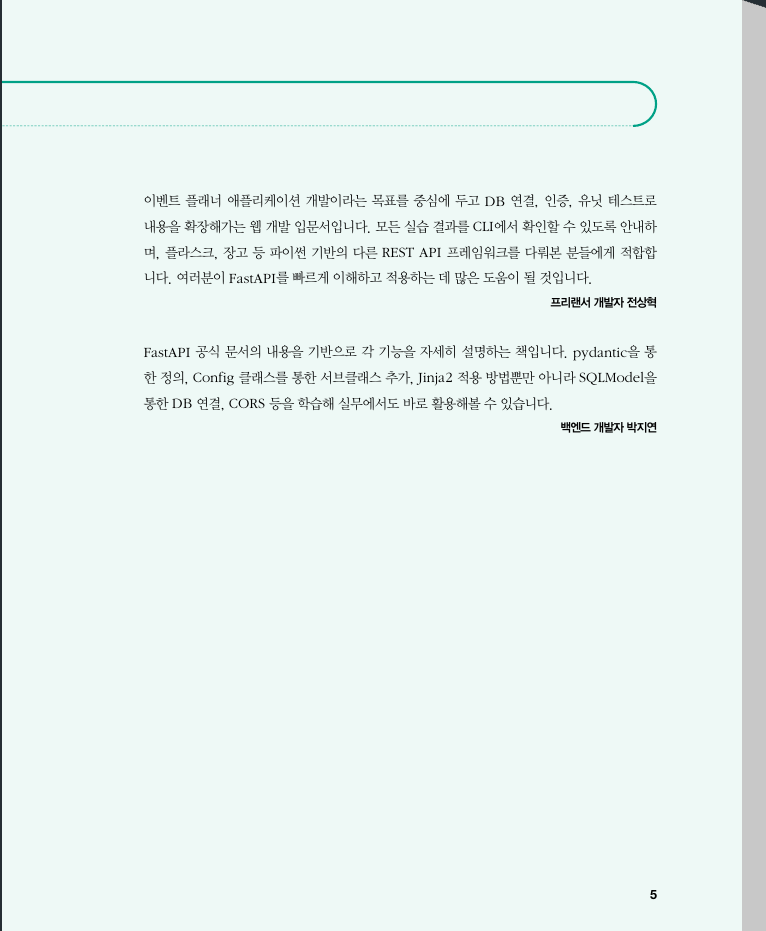 이벤트 플래너 애플리케이션 개발이라는 목표를 중심에 두고 DB 연결, 인증, 유닛 테스트로
내용을 확장해가는 웹 개발 입문서입니다. 모든 실습 결과를 CLI에서 확인할 수 있도록 안내하
며, 플라스크, 장고 등 파이썬 기반의 다른 REST API 프레임워크를 다뤄본 분들에게 적합합
니다. 여러분이 FastAPI를 빠르게 이해하고 적용하는 데 많은 도움이 될 것입니다.
프리랜서 개발자 전상혁
FastAPI 공식 문서의 내용을 기반으로 각 기능을 자세히 설명하는 책입니다. pydantic을 통
한 정의, Config 클래스를 통한 서브클래스 추가, Jinja2 적용 방법뿐만 아니라 SQLModel을
통한 DB 연결, CORS 등을 학습해 실무에서도 바로 활용해볼 수 있습니다.
백엔드 개발자 박지연
5